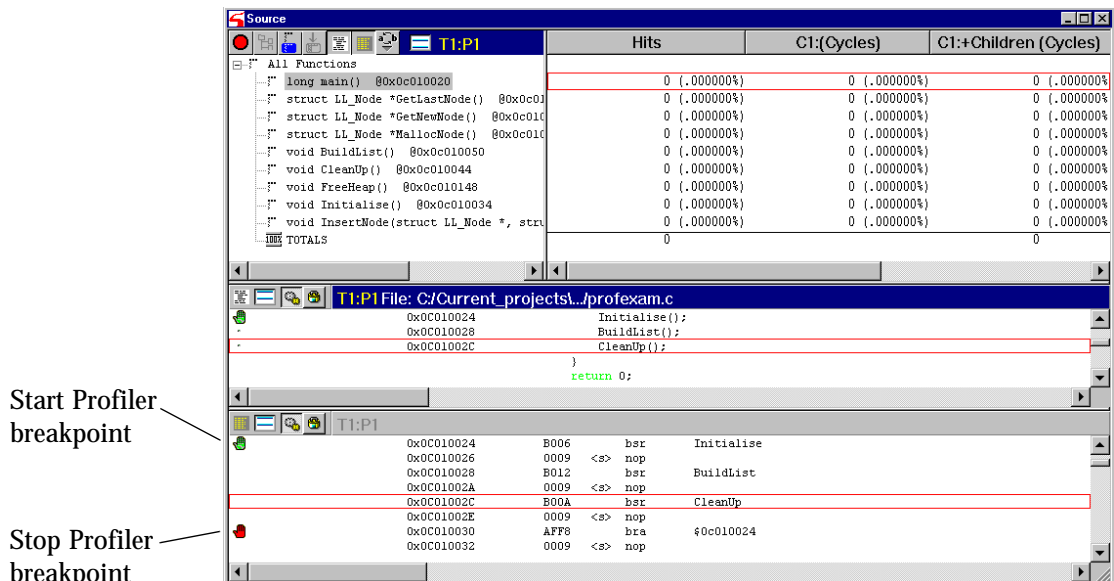 Source
T1:P1 Hits C1:(Cycles) C1:+Children (Cycles)
All Functions
long main() @0x0c010020 0 (.000000%) 0 (.000000%) 0 (.000000%
struct LL_Node *GetLastNode() @0x0c01 0 (.000000%) 0 (.000000%) 0 (.000000%
struct LL_Node *GetNewNode() @0x0c010 0 (.000000%) 0 (.000000%) 0 (.000000%
struct LL_Node *MallocNode() @0x0c010 0 (.000000%) 0 (.000000%) 0 (.000000%
void BuildList() @0x0c010050 0 (.000000%) 0 (.000000%) 0 (.000000%
void CleanUp() @0x0c010044 0 (.000000%) 0 (.000000%) 0 (.000000%
void FreeHeap() @0x0c010148 0 (.000000%) 0 (.000000%) 0 (.000000%
void Initialise() @0x0c010034 0 (.000000%) 0 (.000000%) 0 (.000000%
void InsertNode(struct LL_Node *, stru 0 (.000000%) 0 (.000000%) 0 (.000000%
100% TOTALS 0 0
T1:P1 File: C:/Current_projects\.../profexam.c
0x0C010024 Initialise();
0x0C010028 BuildList();
0x0C01002C CleanUp();
}
return 0;
Start Profiler
breakpoint
T1:P1
0x0C010024 B006 bsr Initialise
0x0C010026 0009 <s> nop
0x0C010028 B012 bsr BuildList
0x0C01002A 0009 <s> nop
0x0C01002C B00A bsr CleanUp
0x0C01002E 0009 <s> nop
0x0C010030 AFF8 bra $0c010024
0x0C010032 0009 <s> nop
Stop Profiler
breakpoint